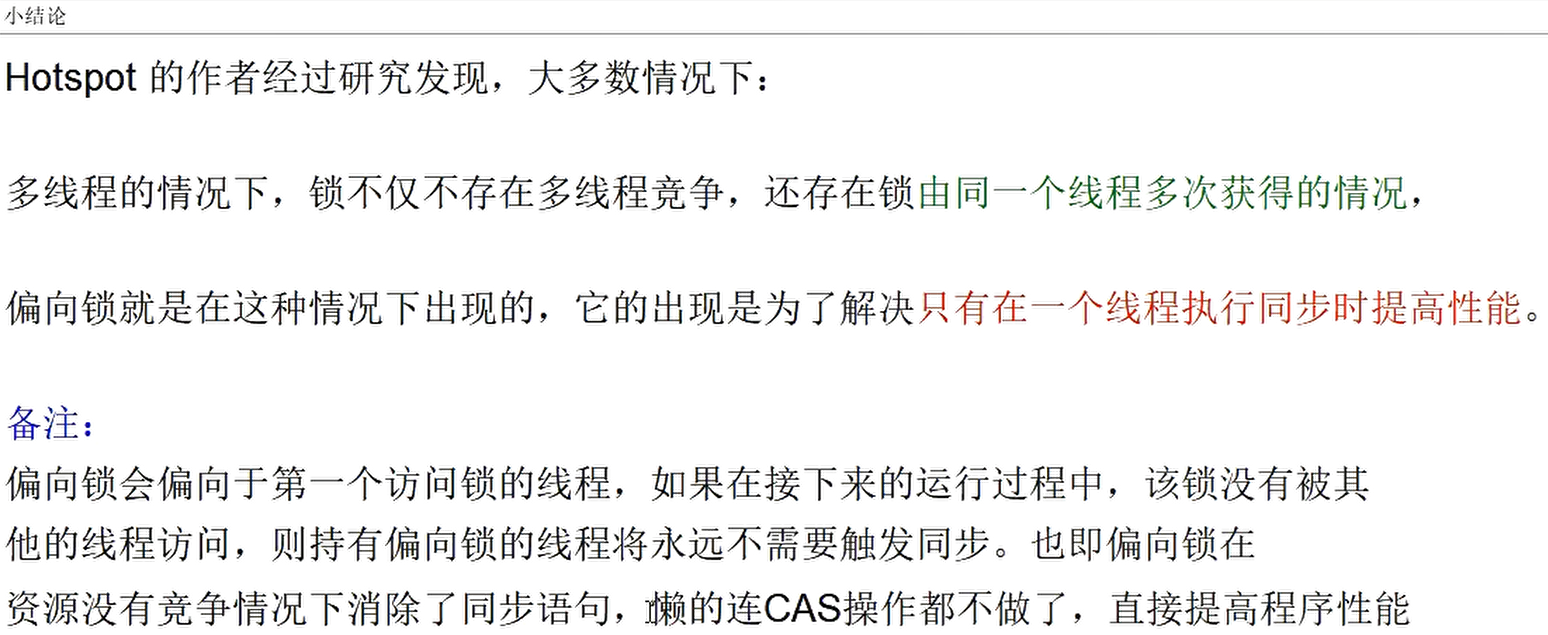 小结论
Hotspot 的作者经过研究发现，大多数情况下：
多线程的情况下，锁不仅不存在多线程竞争，还存在锁由同一个线程多次获得的情况，
偏向锁就是在这种情况下出现的，它的出现是为了解决只有在一个线程执行同步时提高性能。
备注：
偏向锁会偏向于第一个访问锁的线程，如果在接下来的运行过程中，该锁没有被其
他的线程访问，则持有偏向锁的线程将永远不需要触发同步。也即偏向锁在
资源没有竞争情况下消除了同步语句，懒的连CAS操作都不做了，直接提高程序性能